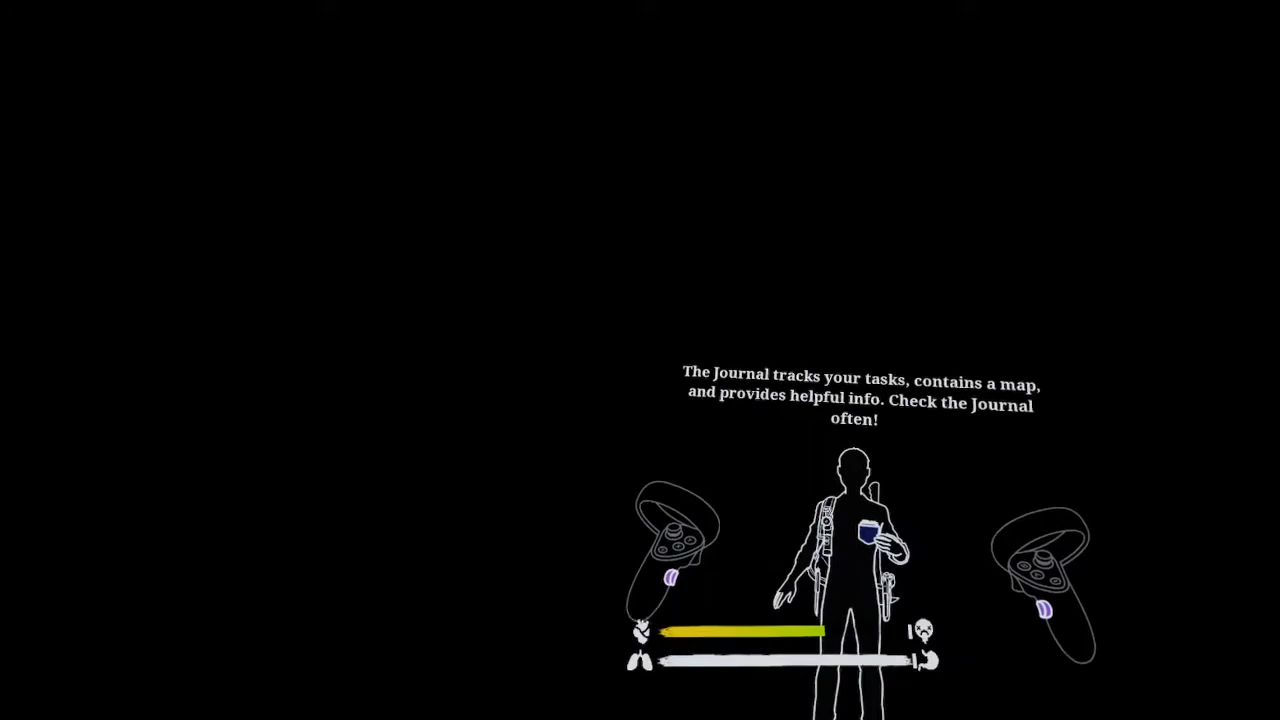 The Journal tracks your tasks, contains a map,
and provides helpful info. Check the Journal
often!